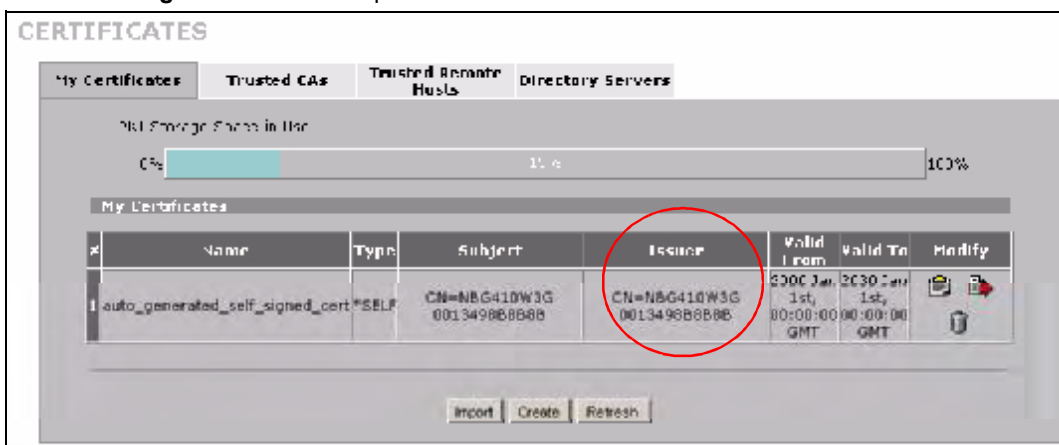 CERTIFICATES
My Certificates Trusted CAs Trusted Remote Hosts Directory Servers
PKI Storage Space in Use
0% 100%
My Certificates
# Name Type Subject Issuer Valid From Valid To Modify
1 auto_generated_self_signed_cert *SELF CN=NBG410W3G CN=NBG410W3G 2000 Jan 2030 Jan
1st, 1st,
00:00:00 00:00:00
GMT GMT
Import Create Refresh